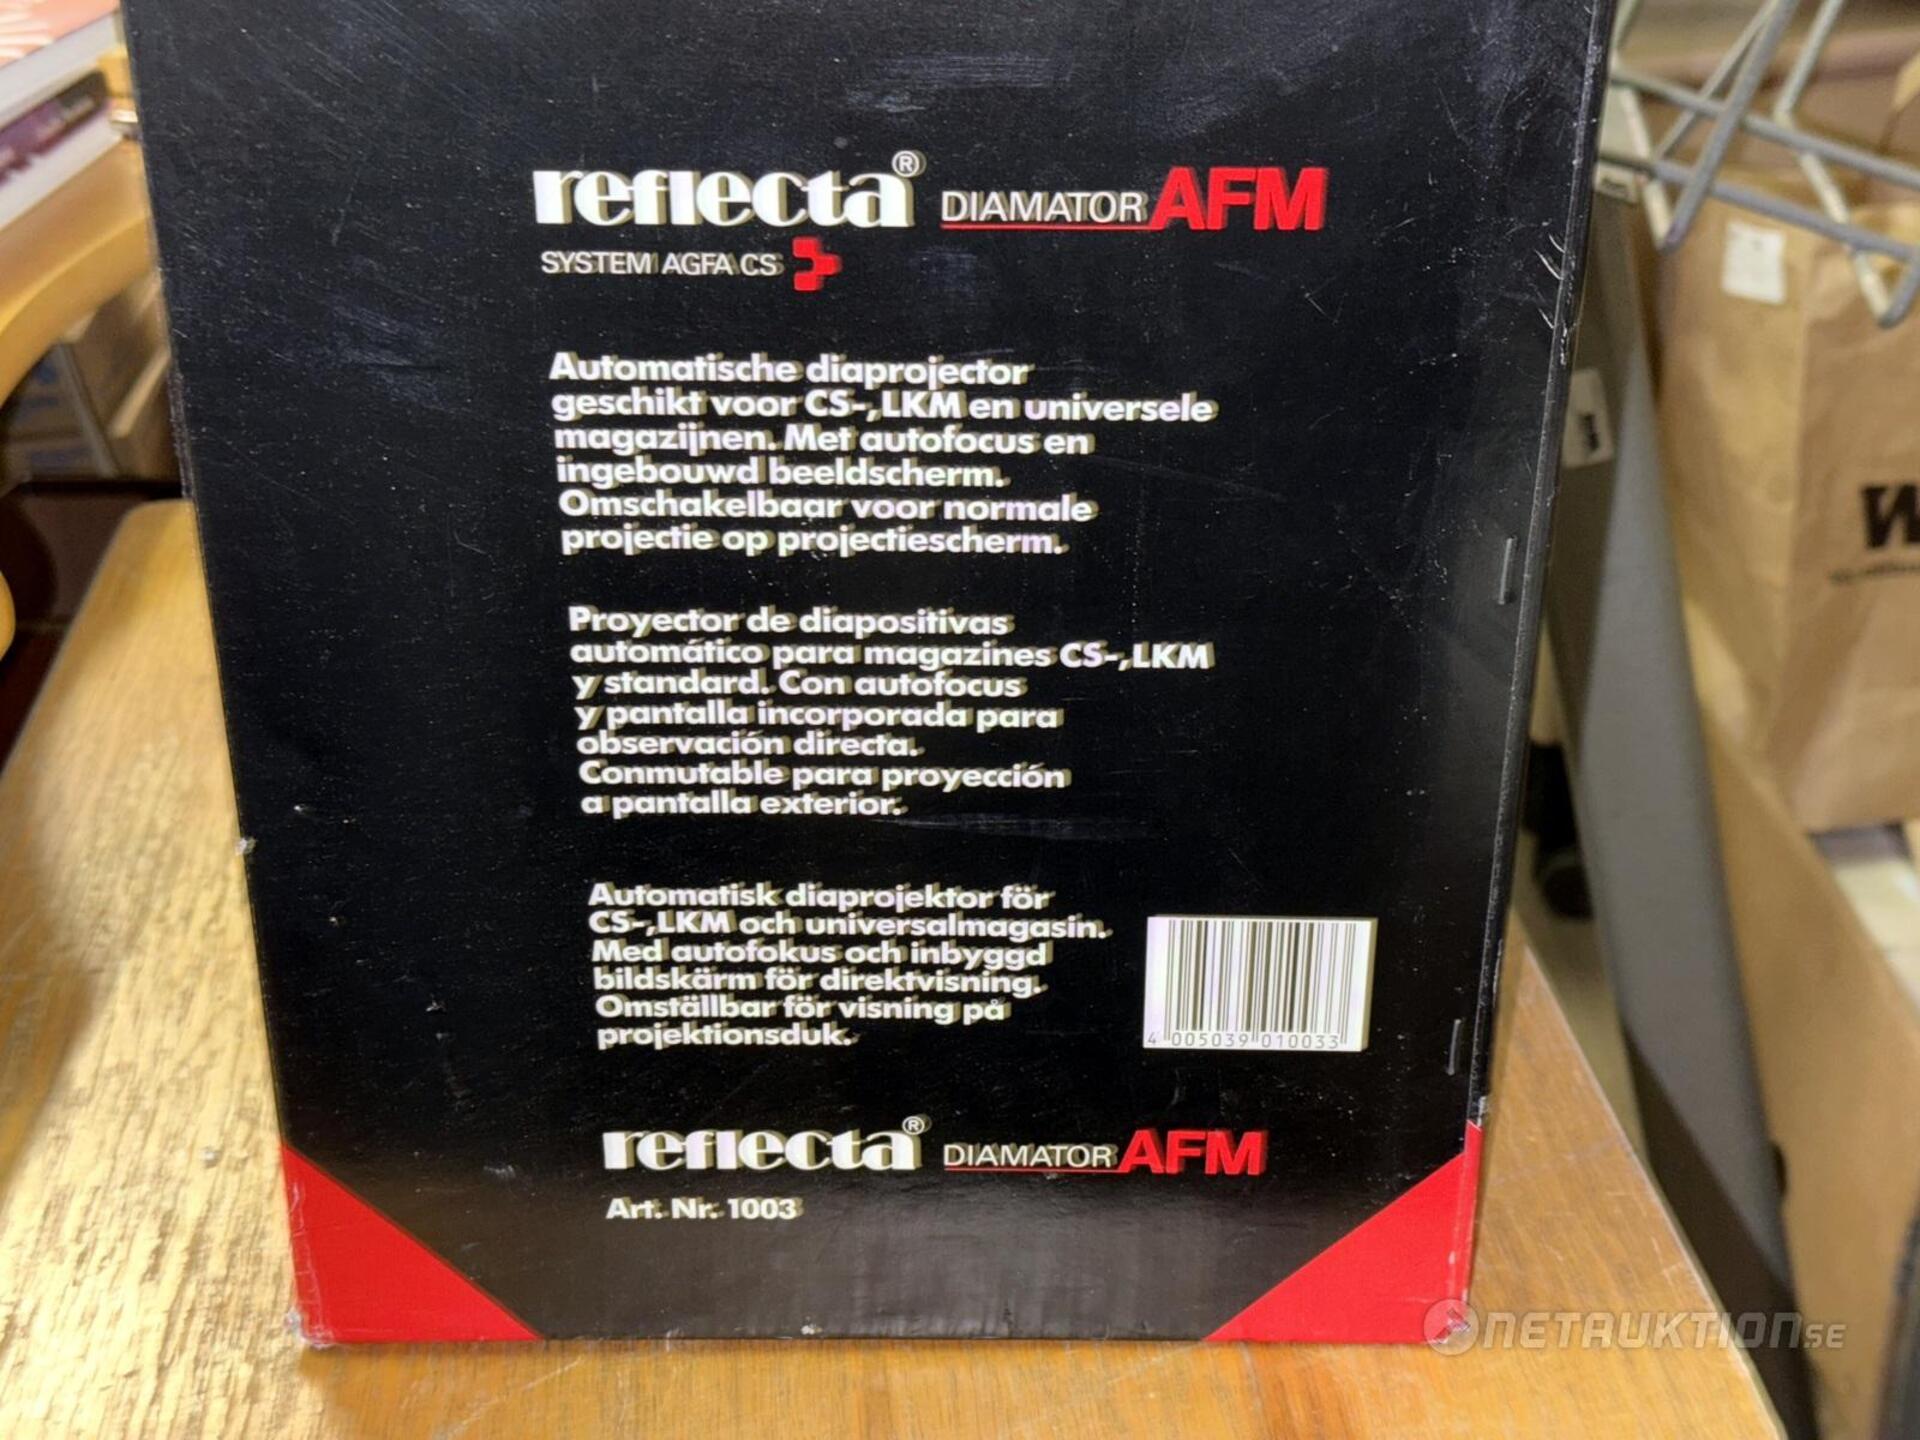 reflecta® DIAMATOR AFM
SYSTEM AGFA CS
Automatische diaprojector
geschikt voor CS-,LKM en universele
magazijnen. Met autofocus en
ingebouwd beeldscherm.
Omschakelbaar voor normale
projectie op projectiescherm.
Proyector de diapositivas
automático para magazines CS-,LKM
y standard. Con autofocus
y pantalla incorporada para
observación directa.
Conmutable para proyección
a pantalla exterior.
Automatisk diaprojektor för
CS-,LKM och universalmagasin.
Med autofokus och inbyggd
bildskärm för direktvisning.
Omställbar för visning på
projektionsduk.
4 005039 010033
reflecta® DIAMATOR AFM
Art. Nr. 1003
W
NETAUKTION.SE